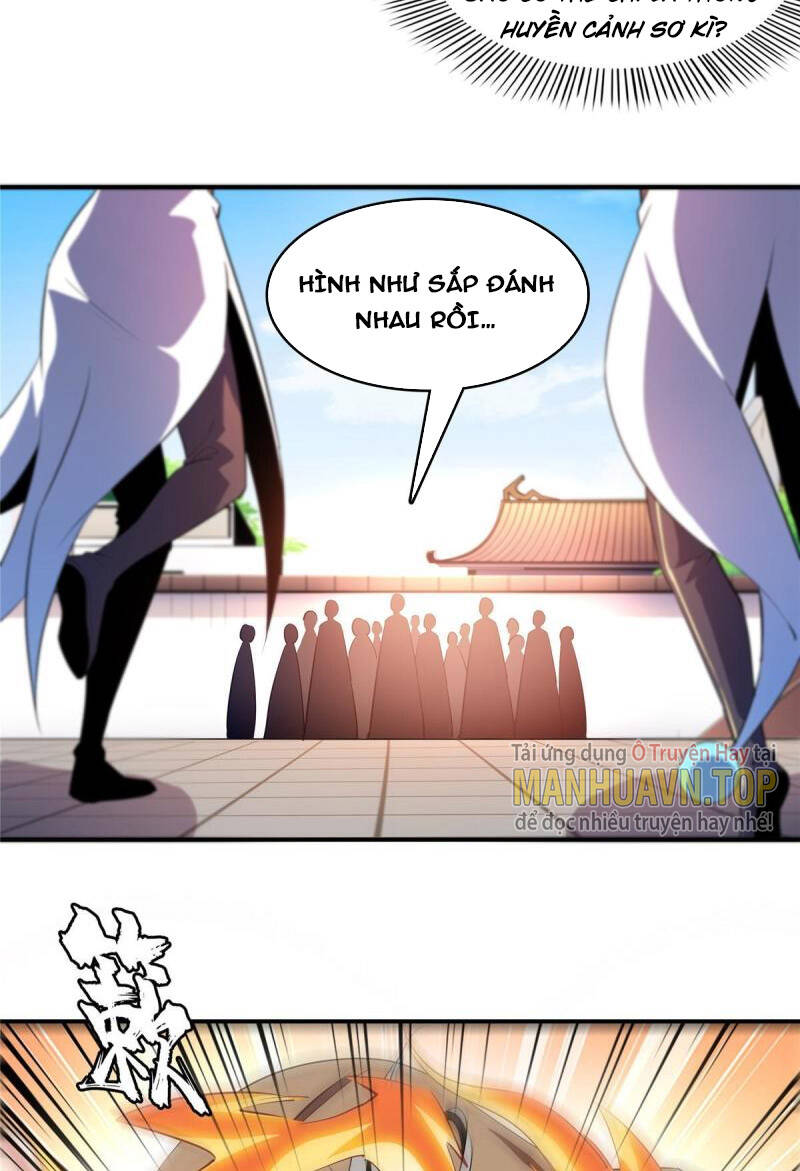 HUYỀN CẢNH SƠ KÌ?
HÌNH NHƯ SẮP ĐÁNH
NHAU RỒI...
Tải ứng dụng Ô Truyện Hay tại
MANHUAVN.TOP
để đọc nhiều truyện hay nhé!